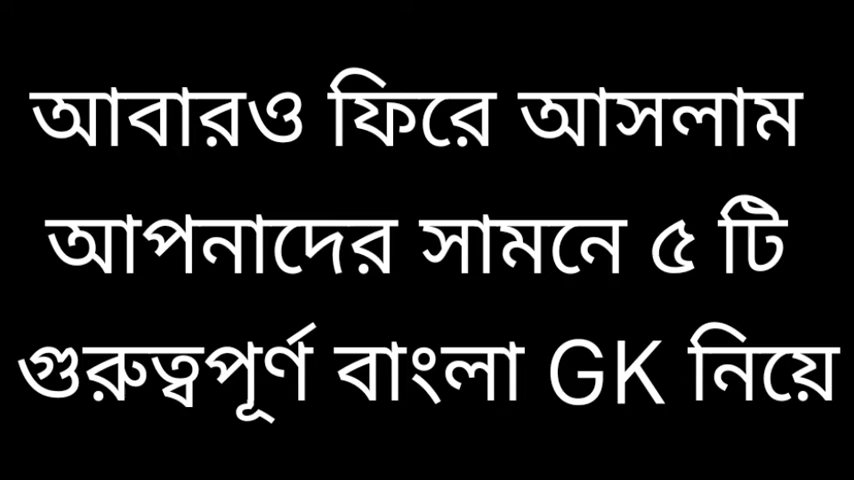 আবারও ফিরে আসলাম
আপনাদের সামনে ৫ টি
গুরুত্বপূর্ণ বাংলা GK নিয়ে